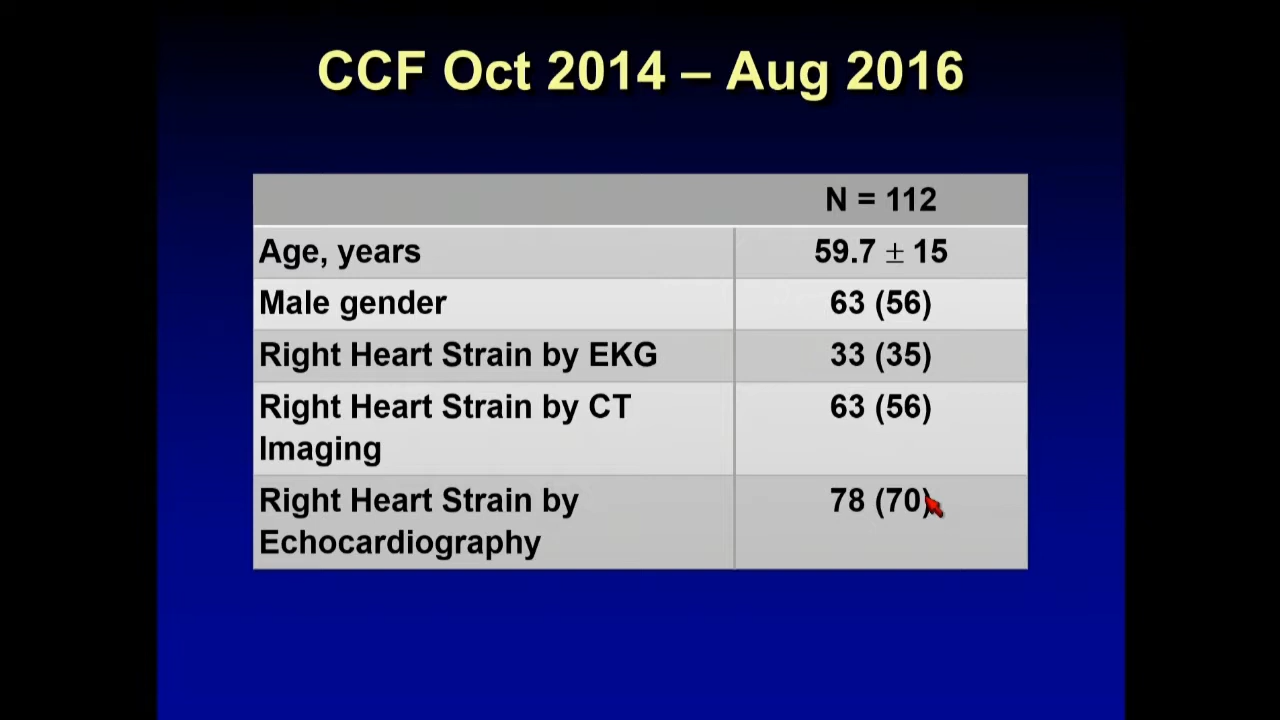 CCF Oct 2014 – Aug 2016
N = 112
Age, years 59.7 ± 15
Male gender 63 (56)
Right Heart Strain by EKG 33 (35)
Right Heart Strain by CT 63 (56)
Imaging
Right Heart Strain by 78 (70)
Echocardiography